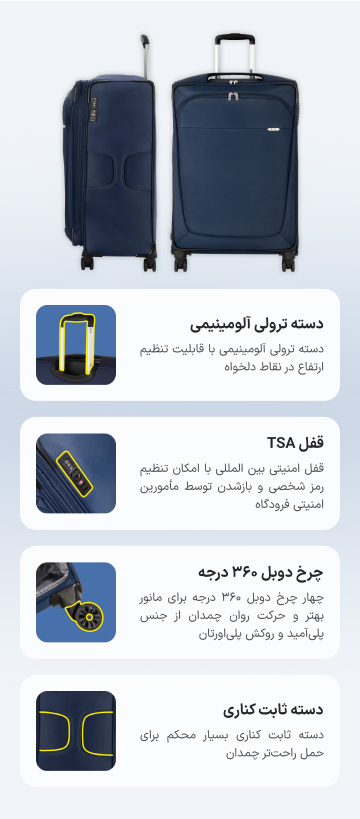 دسته ترولی آلومینیمی
دسته ترولی آلومینیمی با قابلیت تنظیم
ارتفاع در نقاط دلخواه
قفل TSA
قفل امنیتی بین المللی با امکان تنظیم
رمز شخصی و بازشدن توسط مأمورین
امنیتی فرودگاه
چرخ دوبل ۳۶۰ درجه
چهار چرخ دوبل ۳۶۰ درجه برای مانور
بهتر و حرکت روان چمدان از جنس
پلی‌آمید و روکش پلی‌اورتان
دسته ثابت کناری
دسته ثابت کناری بسیار محکم برای
حمل راحت‌تر چمدان